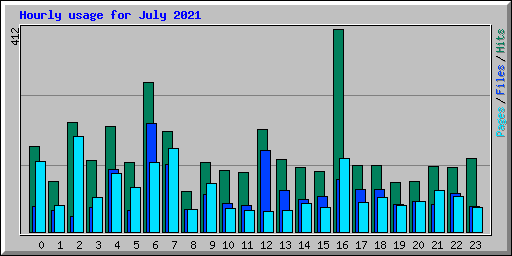 Hourly usage for July 2021
412
Pages / Files / Hits
0 1 2 3 4 5 6 7 8 9 10 11 12 13 14 15 16 17 18 19 20 21 22 23